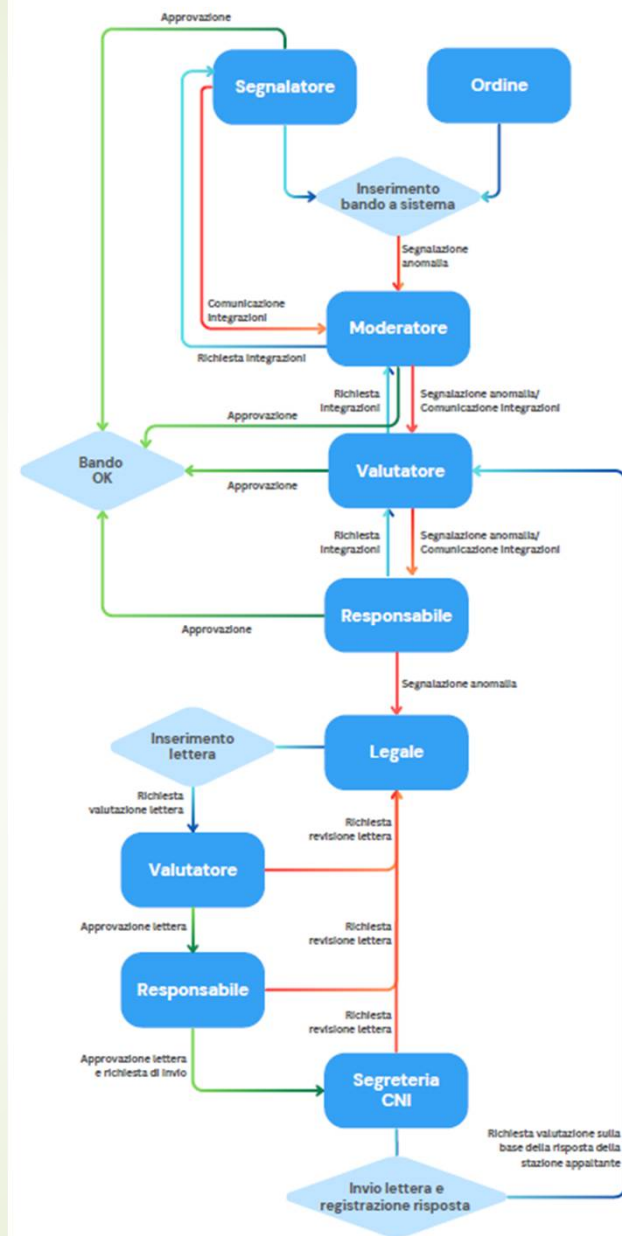 Approvazione
Segnalatore
Ordine
Inserimento
bando a sistema
Segnalazione
anomalia
Comunicazione
Integrazioni
Moderatore
Richiesta Integrazioni
Richiesta
Integrazioni
Segnalazione anomalia/
Comunicazione Integrazioni
Approvazione
Bando
OK
Valutatore
Approvazione
Richiesta
Integrazioni
Segnalazione anomalia/
Comunicazione Integrazioni
Responsabile
Approvazione
Segnalazione anomalia
Inserimento
lettera
Legale
Richiesta
valutazione lettera
Richiesta
revisione lettera
Valutatore
Approvazione lettera
Richiesta
revisione lettera
Responsabile
Richiesta
revisione lettera
Approvazione lettera
e richiesta di Invio
Segreteria
CNI
Richiesta valutazione sulla
base della risposta della
stazione appaltante
Invio lettera e
registrazione risposta